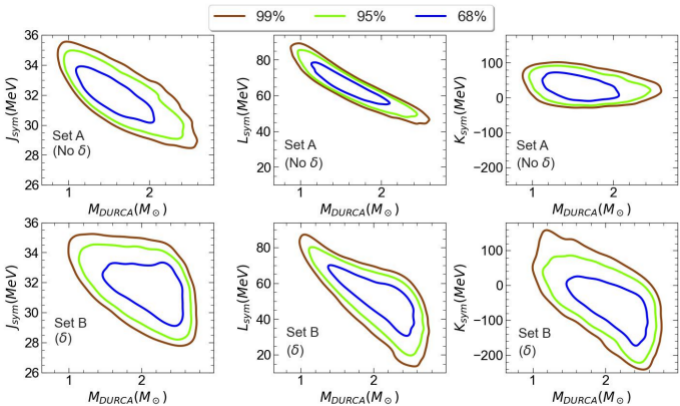 99% 95% 68%
36
34
32
30
28
26
J_sym(MeV)
Set A
(No δ)
1 2
M_DURCA(M_⊙)
80
60
40
20
L_sym(MeV)
Set A
(No δ)
1 2
M_DURCA(M_⊙)
100
0
−100
−200
K_sym(MeV)
Set A
(No δ)
1 2
M_DURCA(M_⊙)
36
34
32
30
28
26
J_sym(MeV)
Set B
(δ)
1 2
M_DURCA(M_⊙)
80
60
40
20
L_sym(MeV)
Set B
(δ)
1 2
M_DURCA(M_⊙)
100
0
−100
−200
K_sym(MeV)
Set B
(δ)
1 2
M_DURCA(M_⊙)